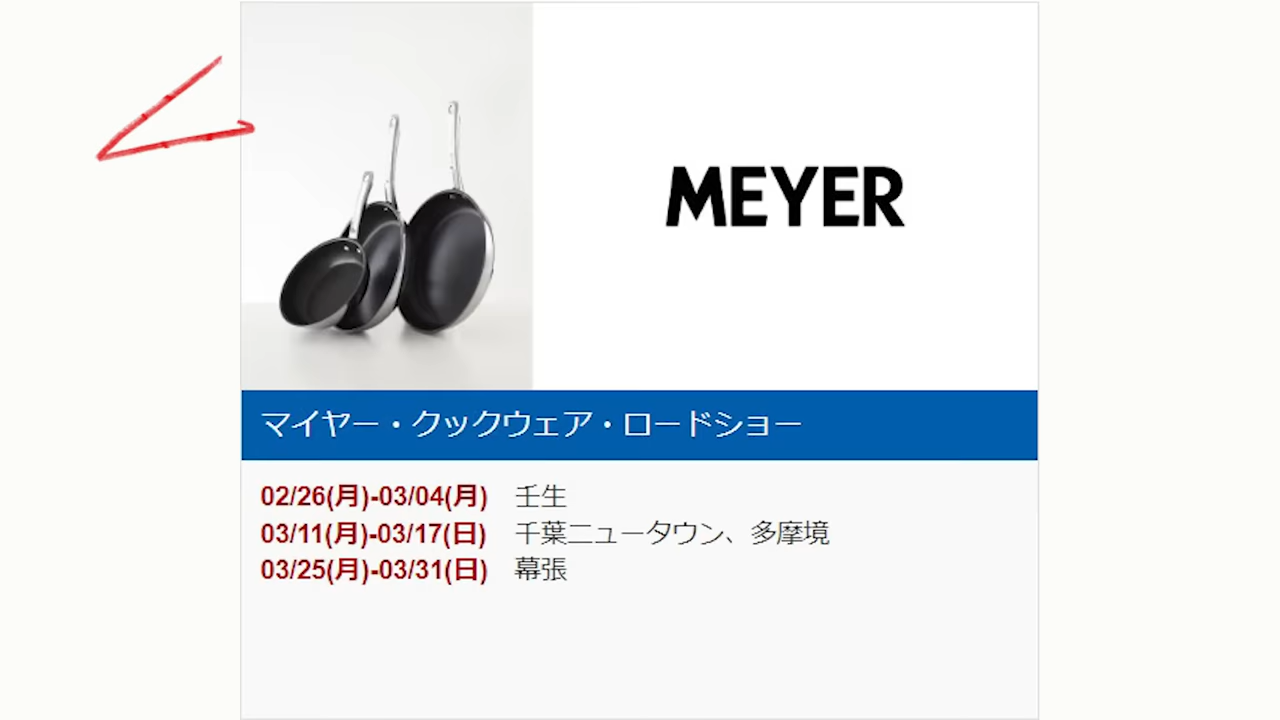 MEYER
マイヤー・クックウェア・ロードショー
02/26(月)-03/04(月) 壬生
03/11(月)-03/17(日) 千葉ニュータウン、多摩境
03/25(月)-03/31(日) 幕張